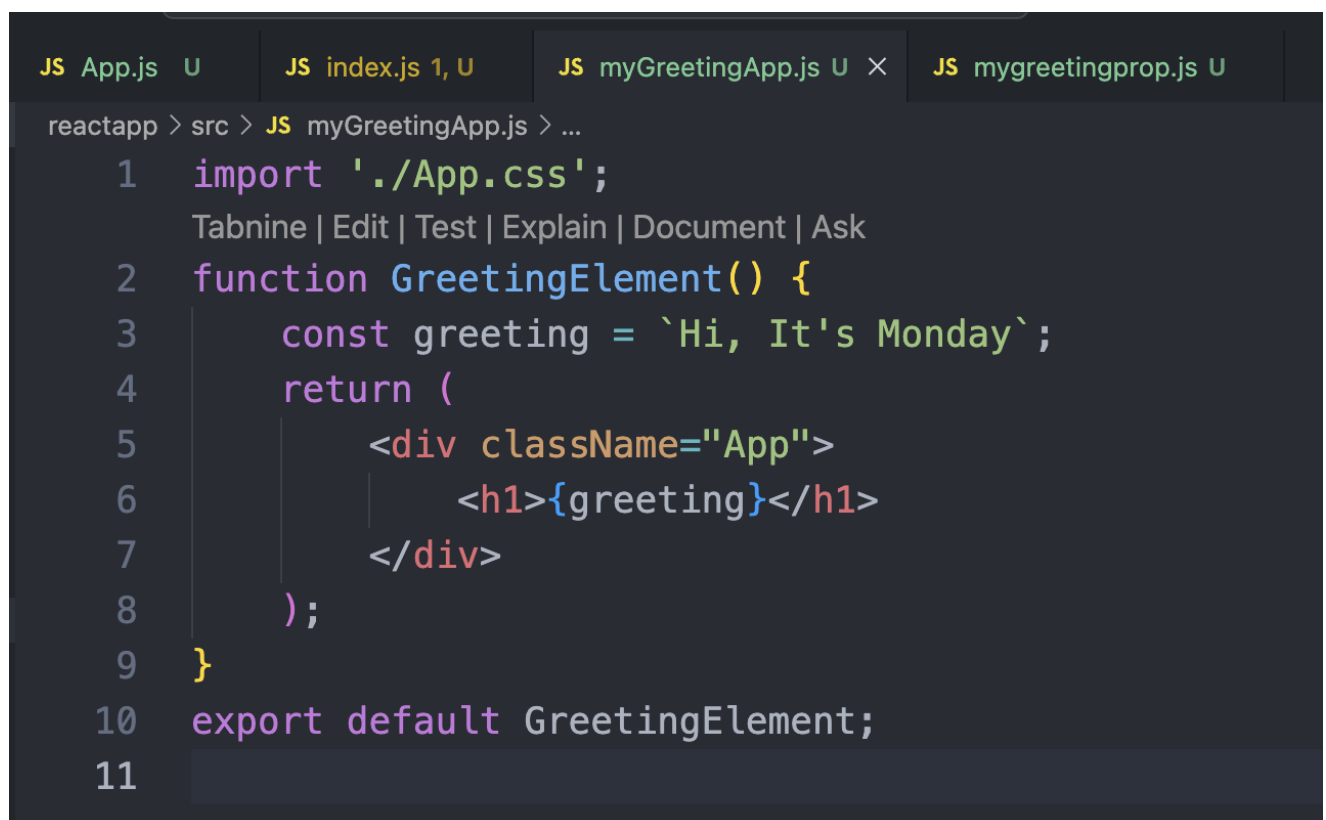 JS App.js U JS index.js 1, U JS myGreetingApp.js U × JS mygreetingprop.js U
reactapp > src > JS myGreetingApp.js > ...
1 import './App.css';
Tabnine | Edit | Test | Explain | Document | Ask
2 function GreetingElement() {
3     const greeting = `Hi, It's Monday`;
4     return (
5         <div className="App">
6             <h1>{greeting}</h1>
7         </div>
8     );
9 }
10 export default GreetingElement;
11